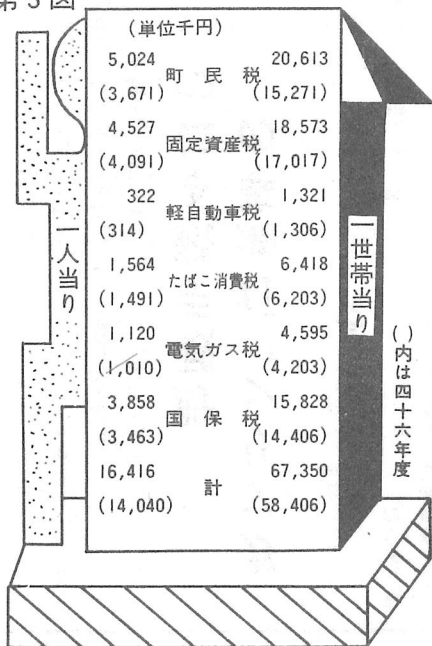 第3図
(単位千円)
5,024 町民税 20,613
(3,671) (15,271)
4,527 固定資産税 18,573
(4,091) (17,017)
322 軽自動車税 1,321
(314) (1,306)
1,564 たばこ消費税 6,418
(1,491) (6,203)
1,120 電気ガス税 4,595
(1,010) (4,203)
3,858 国保税 15,828
(3,463) (14,406)
16,416 計 67,350
(14,040) (58,406)
一人当り
一世帯当り
( )内は四十六年度